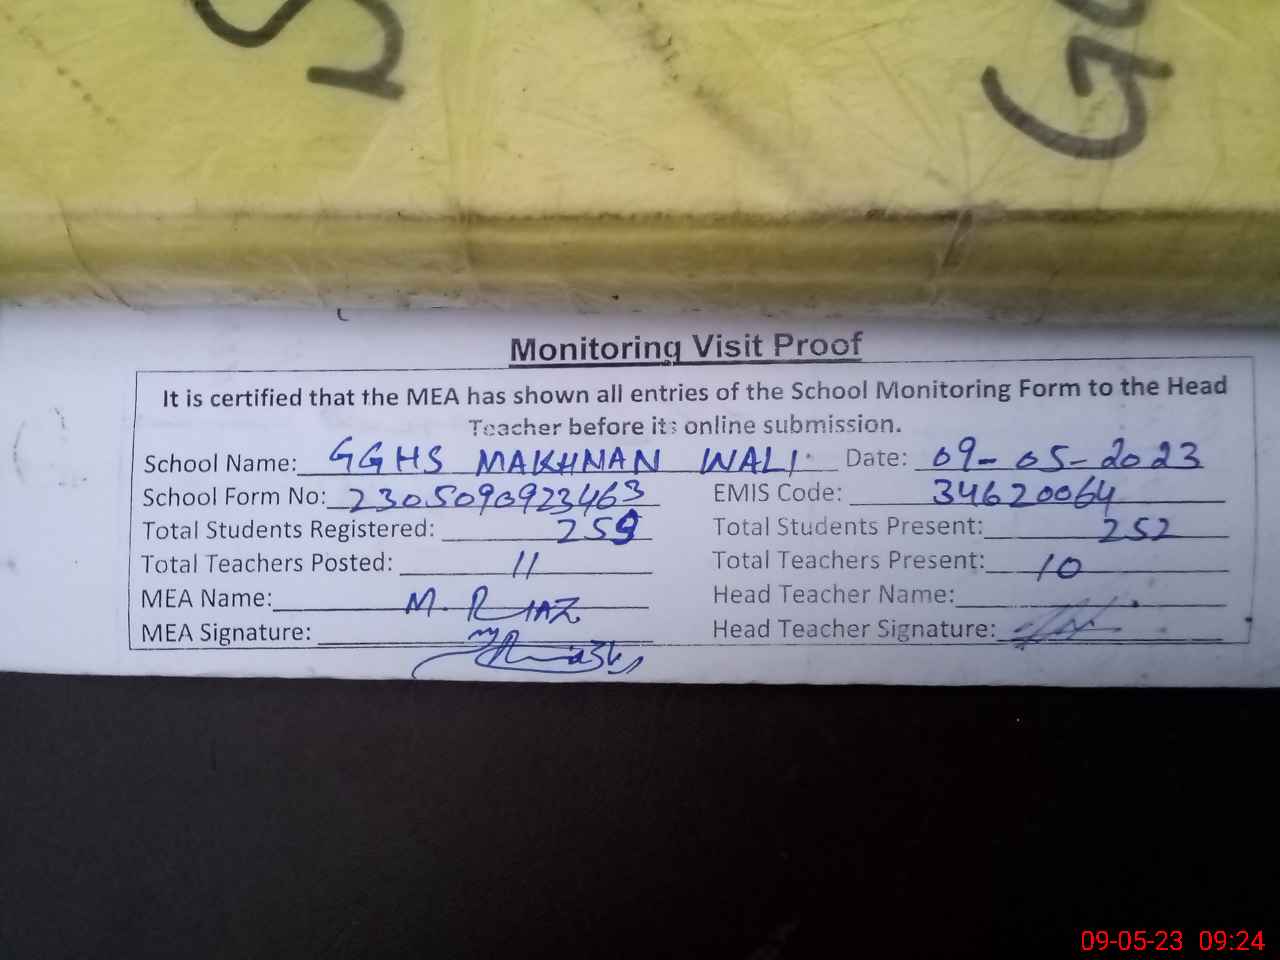 Monitoring Visit Proof
It is certified that the MEA has shown all entries of the School Monitoring Form to the Head
Teacher before its online submission.
School Name: GGHS MAKHNAN WALI Date: 09-05-2023
School Form No: 2305090923463 EMIS Code: 34620064
Total Students Registered: 259 Total Students Present: 252
Total Teachers Posted: 11 Total Teachers Present: 10
MEA Name: M. RIAZ Head Teacher Name:
MEA Signature: Head Teacher Signature:
09-05-23 09:24